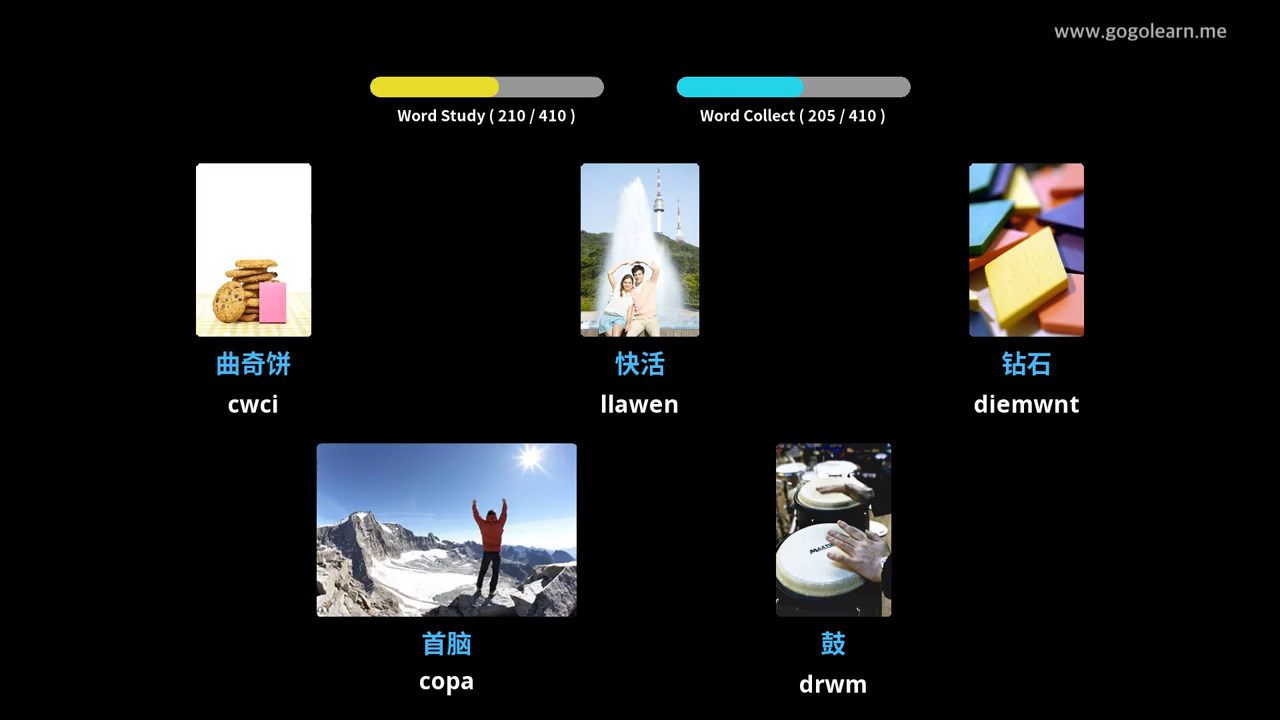 www.gogolearn.me
Word Study ( 210 / 410 )
Word Collect ( 205 / 410 )
曲奇饼
cwci
快活
llawen
钻石
diemwnt
首脑
copa
鼓
drwm